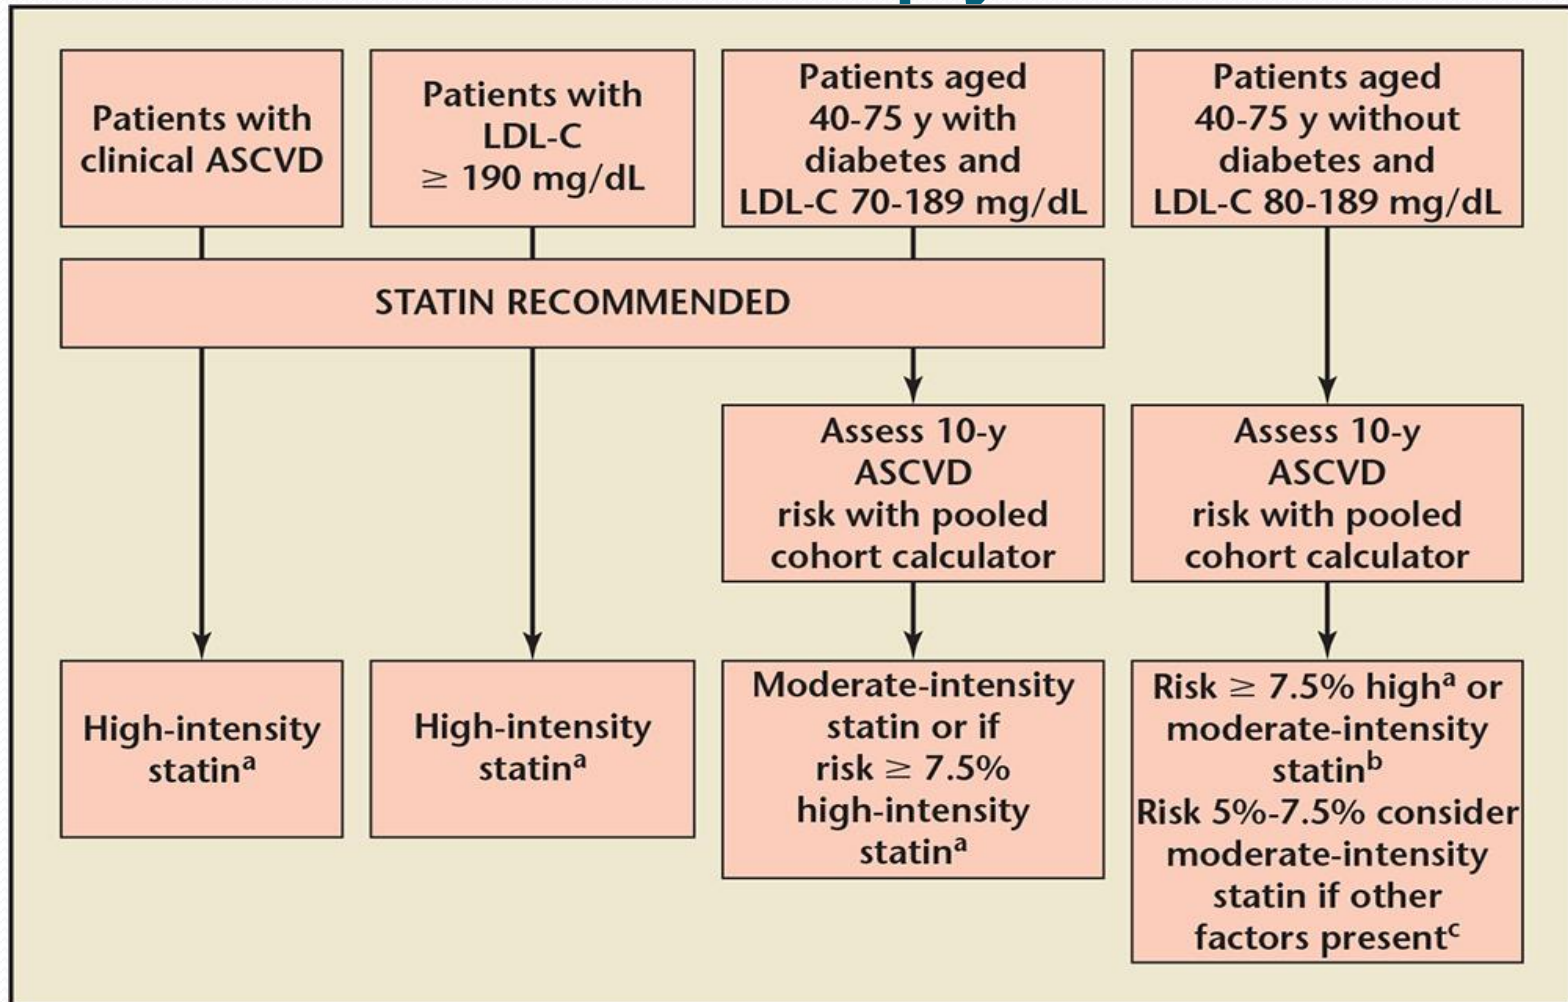 Patients with
clinical ASCVD
Patients with
LDL-C
≥ 190 mg/dL
Patients aged
40-75 y with
diabetes and
LDL-C 70-189 mg/dL
Patients aged
40-75 y without
diabetes and
LDL-C 80-189 mg/dL
STATIN RECOMMENDED
Assess 10-y
ASCVD
risk with pooled
cohort calculator
Assess 10-y
ASCVD
risk with pooled
cohort calculator
High-intensity
statinᵃ
High-intensity
statinᵃ
Moderate-intensity
statin or if
risk ≥ 7.5%
high-intensity
statinᵃ
Risk ≥ 7.5% highᵃ or
moderate-intensity
statinᵇ
Risk 5%-7.5% consider
moderate-intensity
statin if other
factors presentᶜ